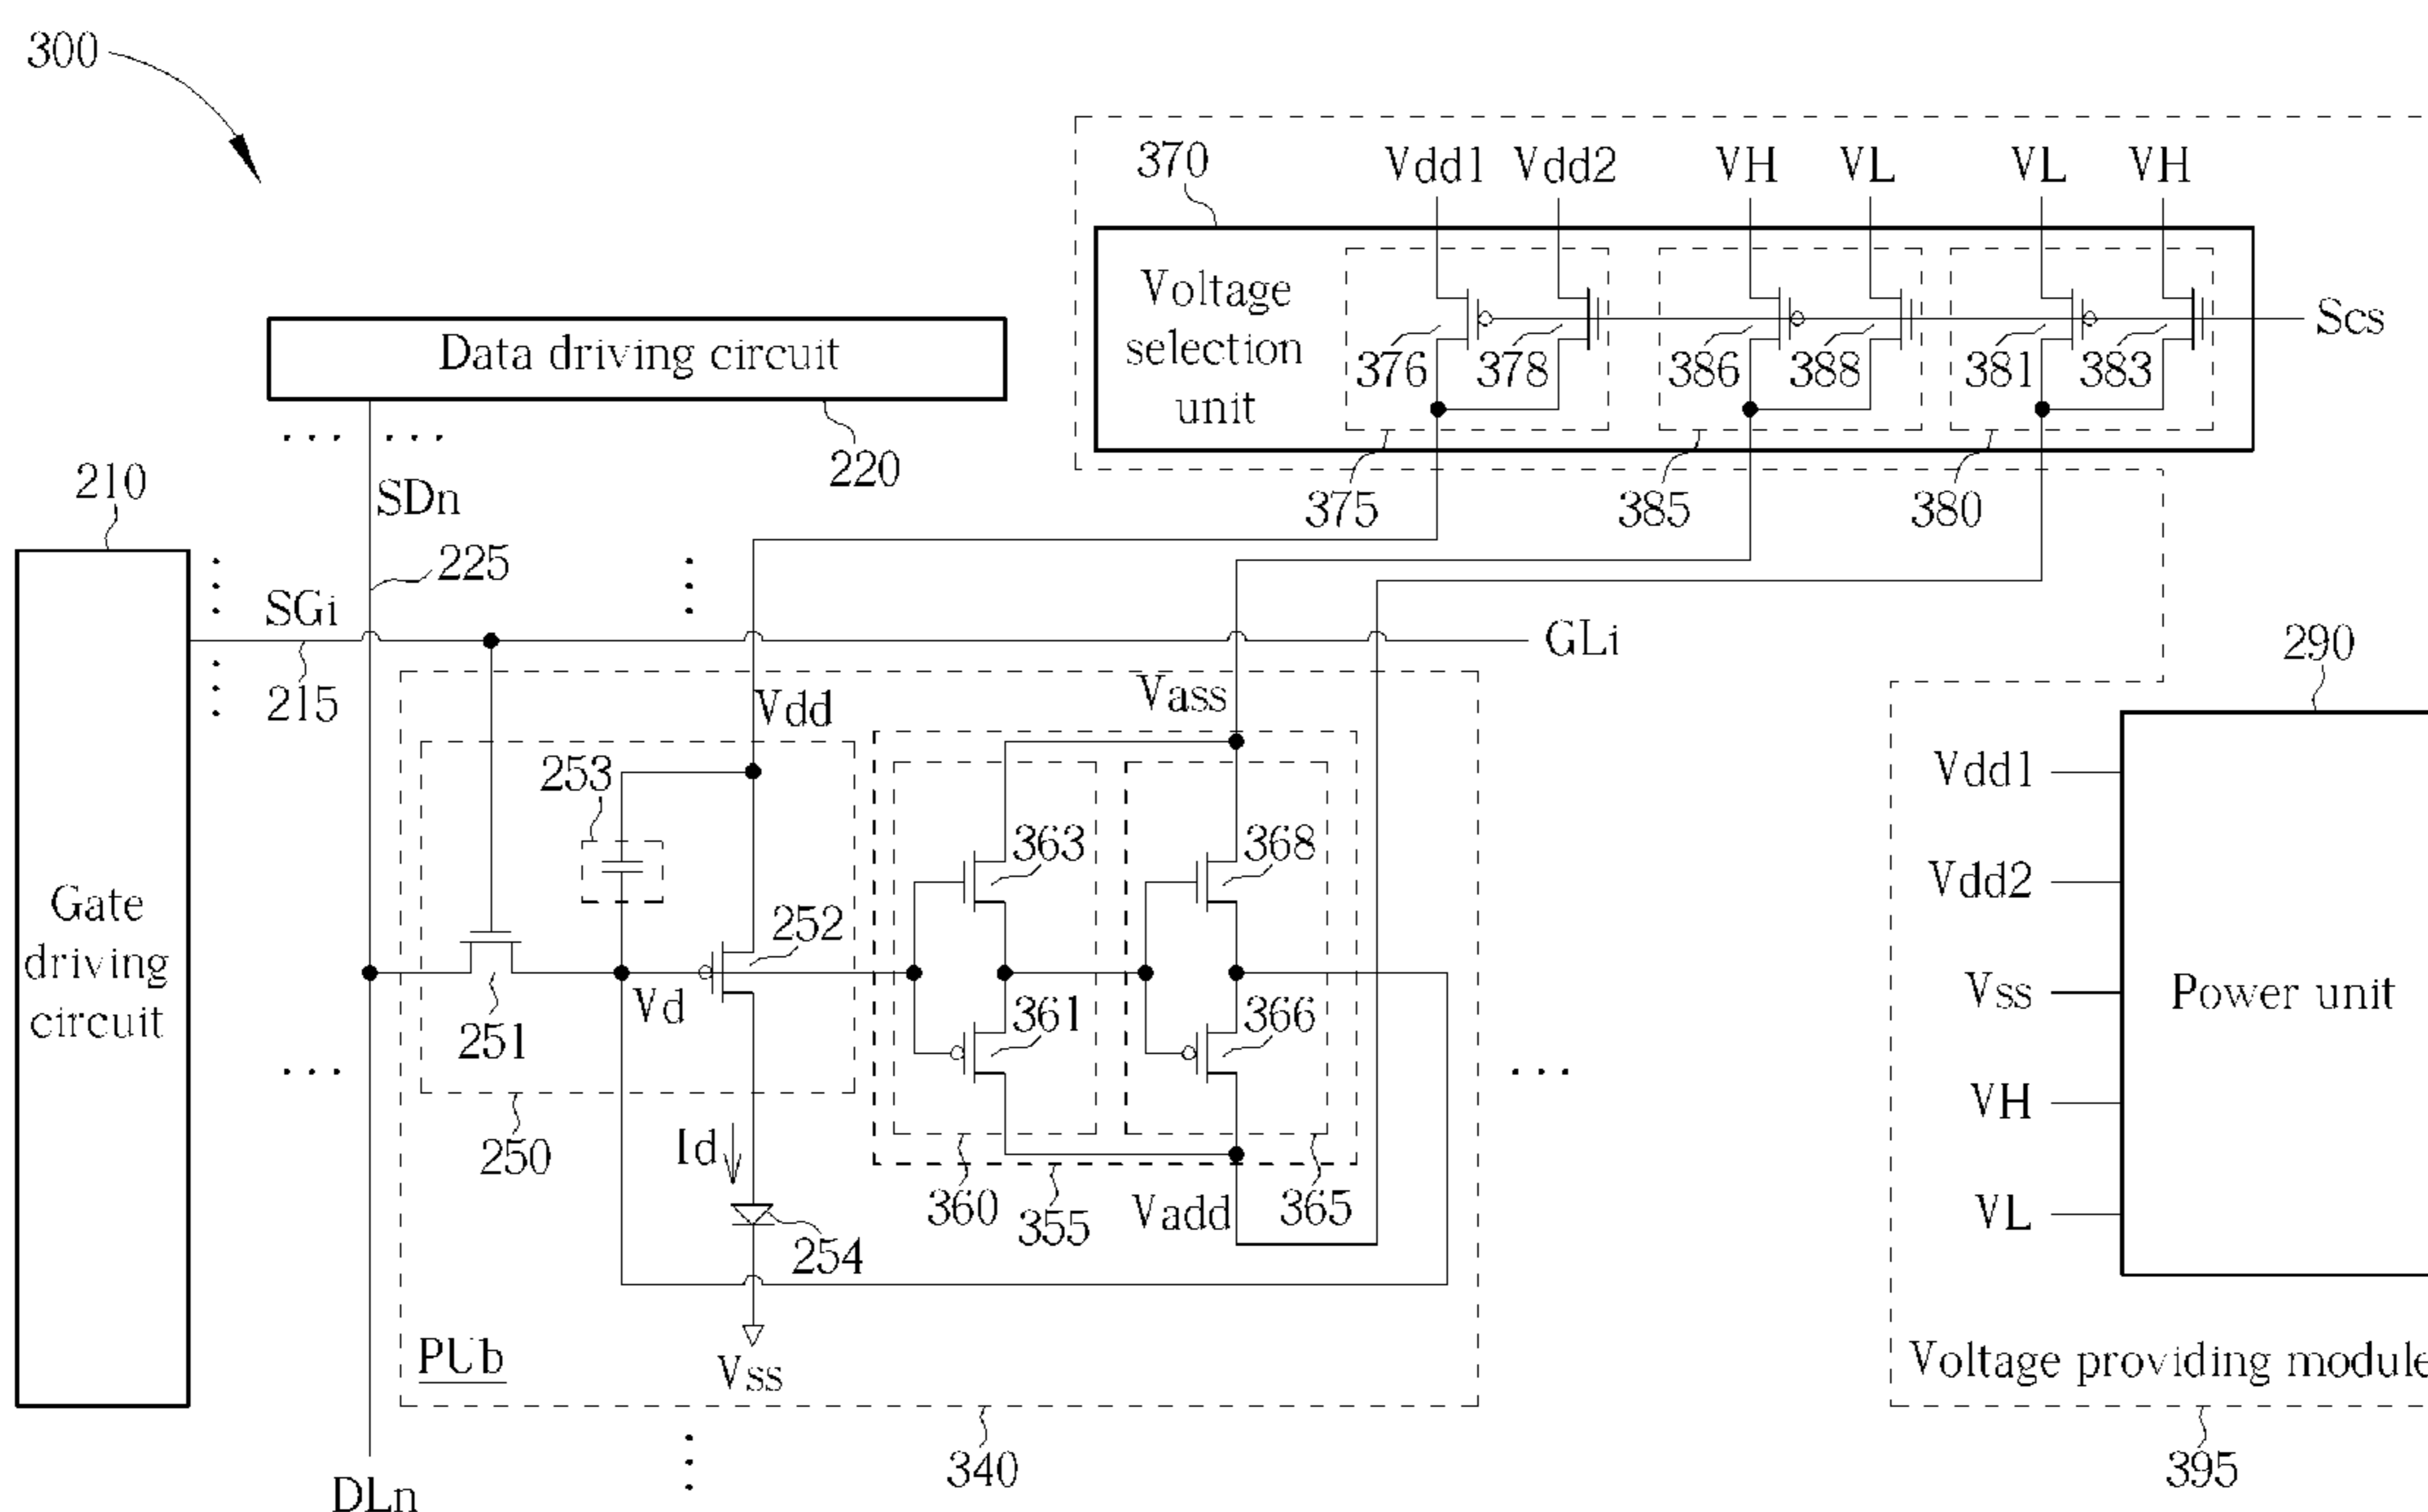 300
370
Vdd1 Vdd2 VH VL VL VH
Voltage
selection
unit
376 378 386 388 381 383
Scs
375 385 380
Data driving circuit
220
SDn
225
210
SGi
215
GLi
Gate
driving
circuit
Vdd
Vass
253
252
251
Vd
250
363 368
361 366
360 355 365
Vadd
Id
254
Vss
PUb
340
DLn
290
Vdd1
Vdd2
Vss
VH
VL
Power unit
Voltage providing module
395